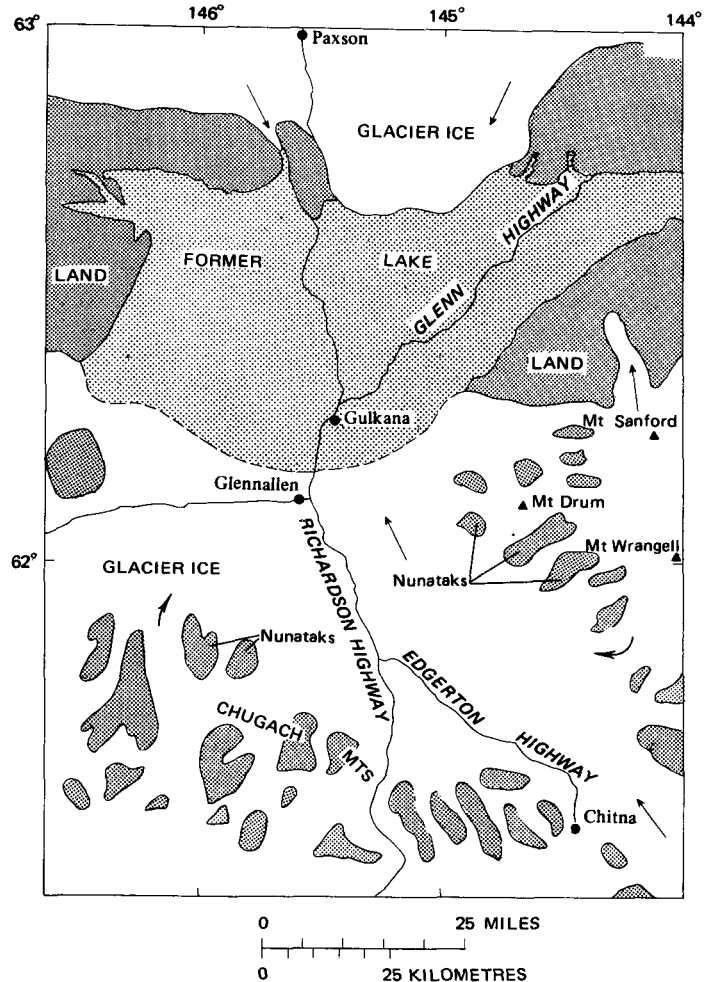 63° 146° 145° 144°
Paxson
GLACIER ICE
HIGHWAY
FORMER LAKE
LAND
GLENN
LAND
Gulkana
Mt Sanford
Glennallen
Mt Drum
62°
RICHARDSON HIGHWAY
Mt Wrangell
GLACIER ICE
Nunataks
Nunataks
EDGERTON
CHUGACH
MTS
HIGHWAY
Chitna
0 25 MILES
0 25 KILOMETRES